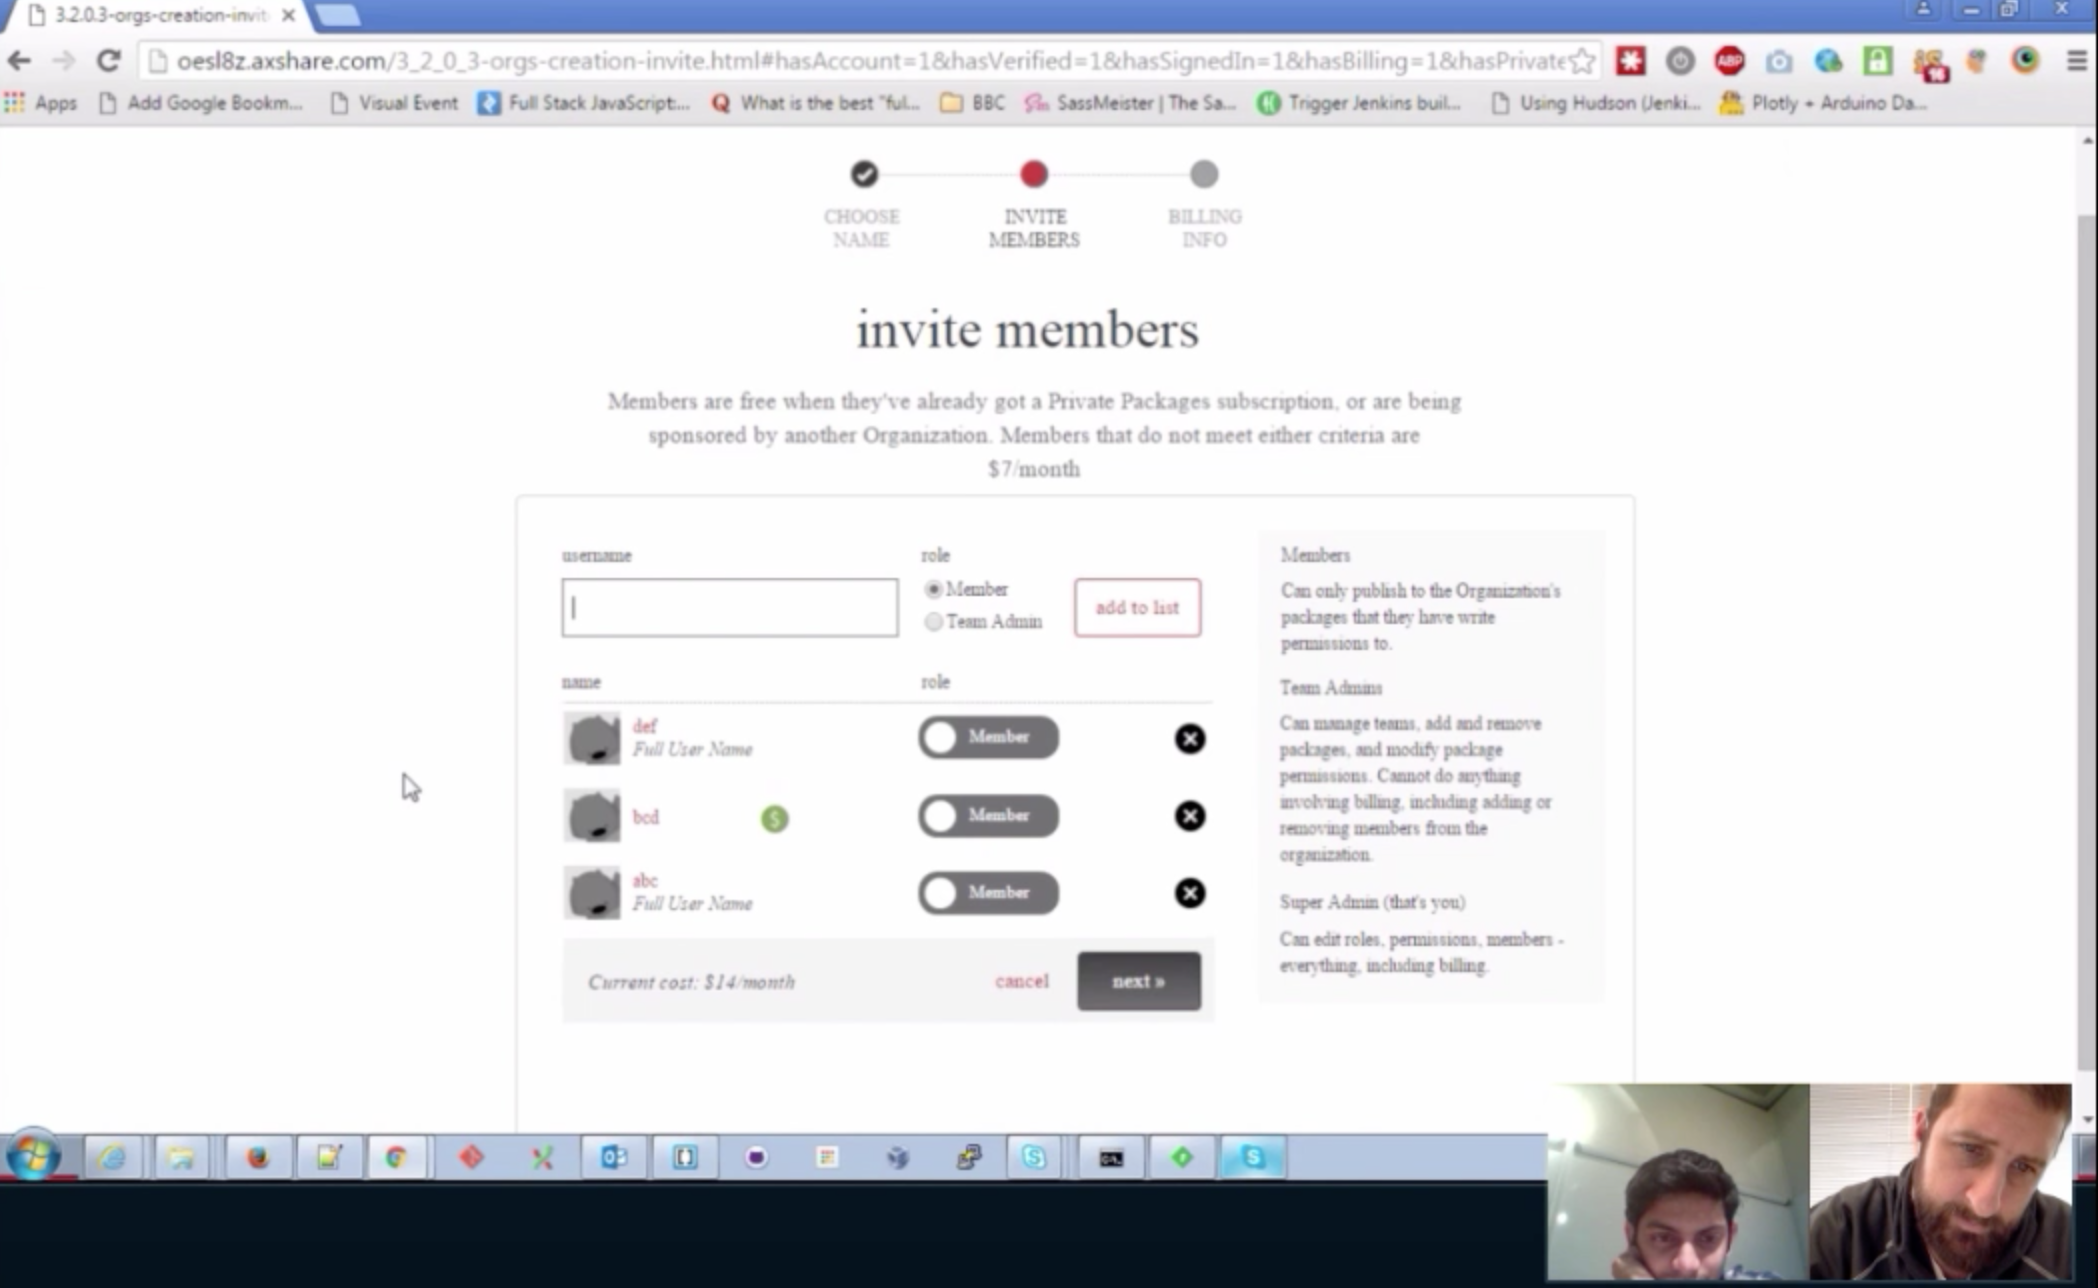 3.2.0.3-orgs-creation-invit
oesl8z.axshare.com/3_2_0_3-orgs-creation-invite.html#hasAccount=1&hasVerified=1&hasSignedIn=1&hasBilling=1&hasPrivate
ABP
16
Apps
Add Google Bookm...
Visual Event
Full Stack JavaScript:...
What is the best "ful...
BBC
SassMeister | The Sa...
Trigger Jenkins buil...
Using Hudson (Jenki...
Plotly + Arduino Da...
CHOOSE
NAME
INVITE
MEMBERS
BILLING
INFO
invite members
Members are free when they've already got a Private Packages subscription, or are being
sponsored by another Organization. Members that do not meet either criteria are
$7/month
username
role
Member
Team Admin
add to list
name
role
def
Full User Name
Member
bcd
$
Member
abc
Full User Name
Member
Current cost: $14/month
cancel
next »
Members
Can only publish to the Organization's
packages that they have write
permissions to.
Team Admins
Can manage teams, add and remove
packages, and modify package
permissions. Cannot do anything
involving billing, including adding or
removing members from the
organization.
Super Admin (that's you)
Can edit roles, permissions, members -
everything, including billing.